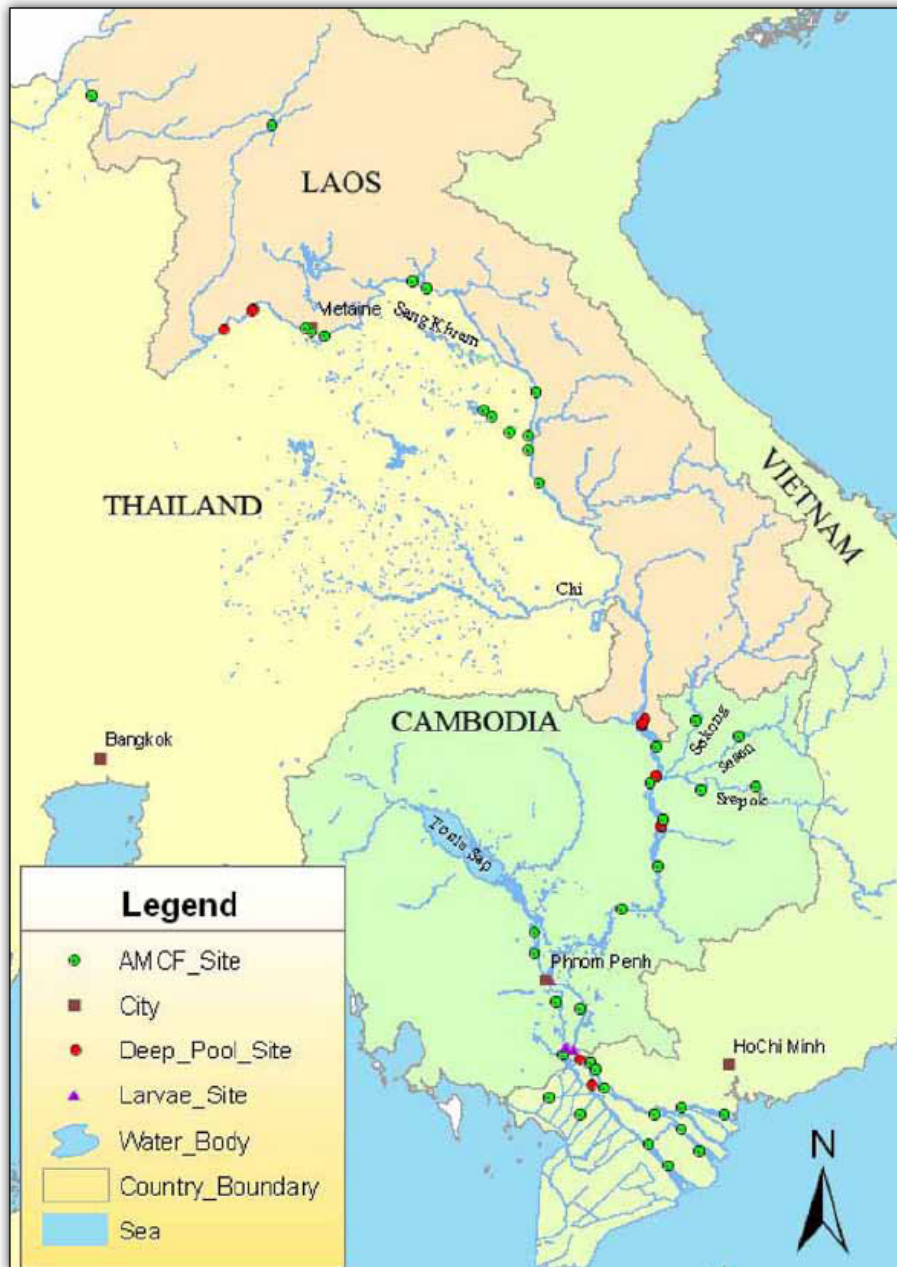 LAOS
Vietaine
Sang Khram
THAILAND
VIETNAM
Chi
CAMBODIA
Sekong
Sesan
Srepok
Bangkok
Tonle Sap
Phnom Penh
HoChi Minh
Legend
AMCF_Site
City
Deep_Pool_Site
Larvae_Site
Water_Body
Country_Boundary
Sea
N